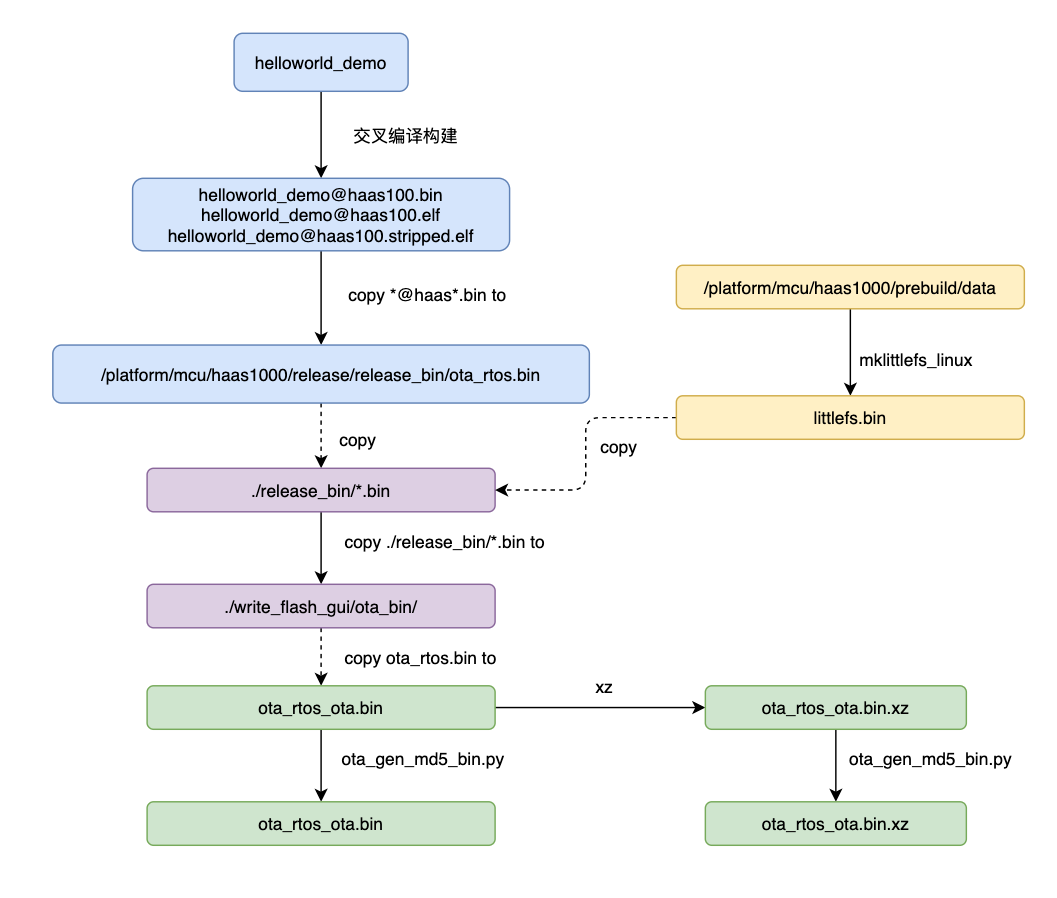 helloworld_demo
交叉编译构建
helloworld_demo@haas100.bin
helloworld_demo@haas100.elf
helloworld_demo@haas100.stripped.elf
copy *@haas*.bin to
/platform/mcu/haas1000/prebuild/data
mklittlefs_linux
/platform/mcu/haas1000/release/release_bin/ota_rtos.bin
littlefs.bin
copy
copy
./release_bin/*.bin
copy ./release_bin/*.bin to
./write_flash_gui/ota_bin/
copy ota_rtos.bin to
xz
ota_rtos_ota.bin
ota_rtos_ota.bin.xz
ota_gen_md5_bin.py
ota_gen_md5_bin.py
ota_rtos_ota.bin
ota_rtos_ota.bin.xz